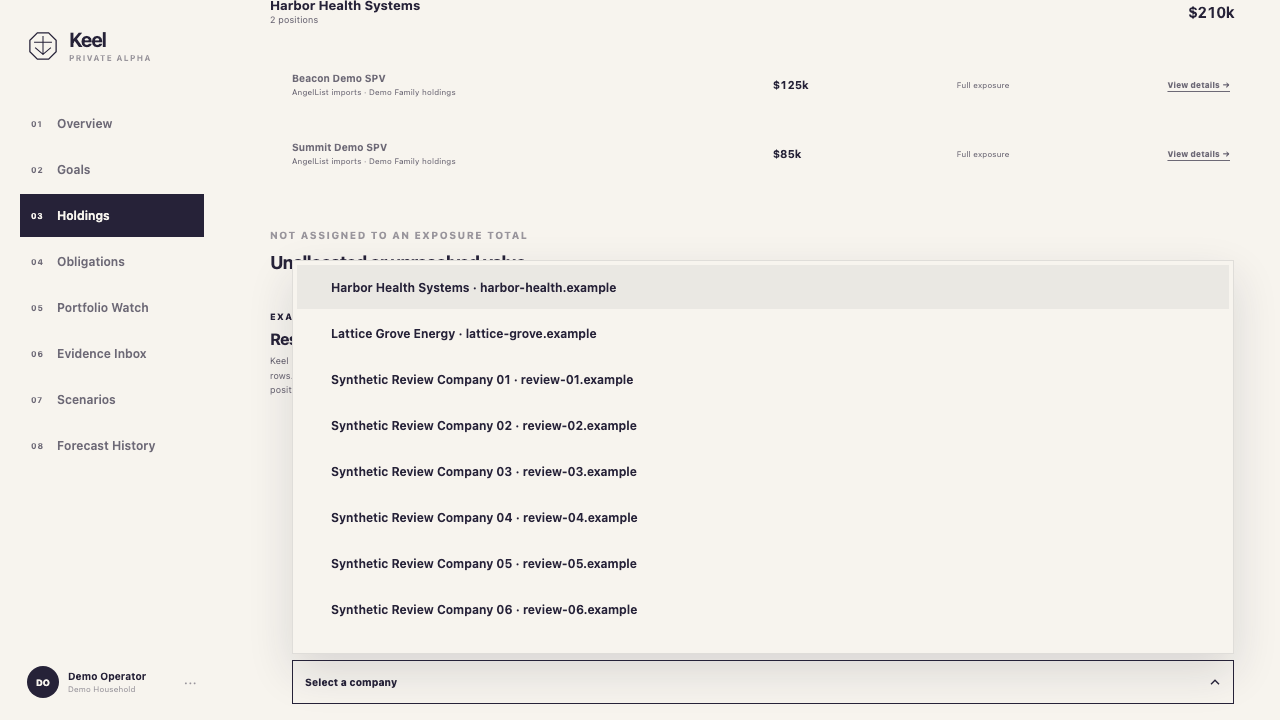 Keel
PRIVATE ALPHA
01 Overview
02 Goals
03 Holdings
04 Obligations
05 Portfolio Watch
06 Evidence Inbox
07 Scenarios
08 Forecast History
DO
Demo Operator
Demo Household
...
Harbor Health Systems
2 positions
$210k
Beacon Demo SPV
AngelList imports · Demo Family holdings
$125k
Full exposure
View details →
Summit Demo SPV
AngelList imports · Demo Family holdings
$85k
Full exposure
View details →
NOT ASSIGNED TO AN EXPOSURE TOTAL
Unallocated or unresolved value
Keel
rows.
Harbor Health Systems · harbor-health.example
Lattice Grove Energy · lattice-grove.example
Synthetic Review Company 01 · review-01.example
Synthetic Review Company 02 · review-02.example
Synthetic Review Company 03 · review-03.example
Synthetic Review Company 04 · review-04.example
Synthetic Review Company 05 · review-05.example
Synthetic Review Company 06 · review-06.example
Select a company